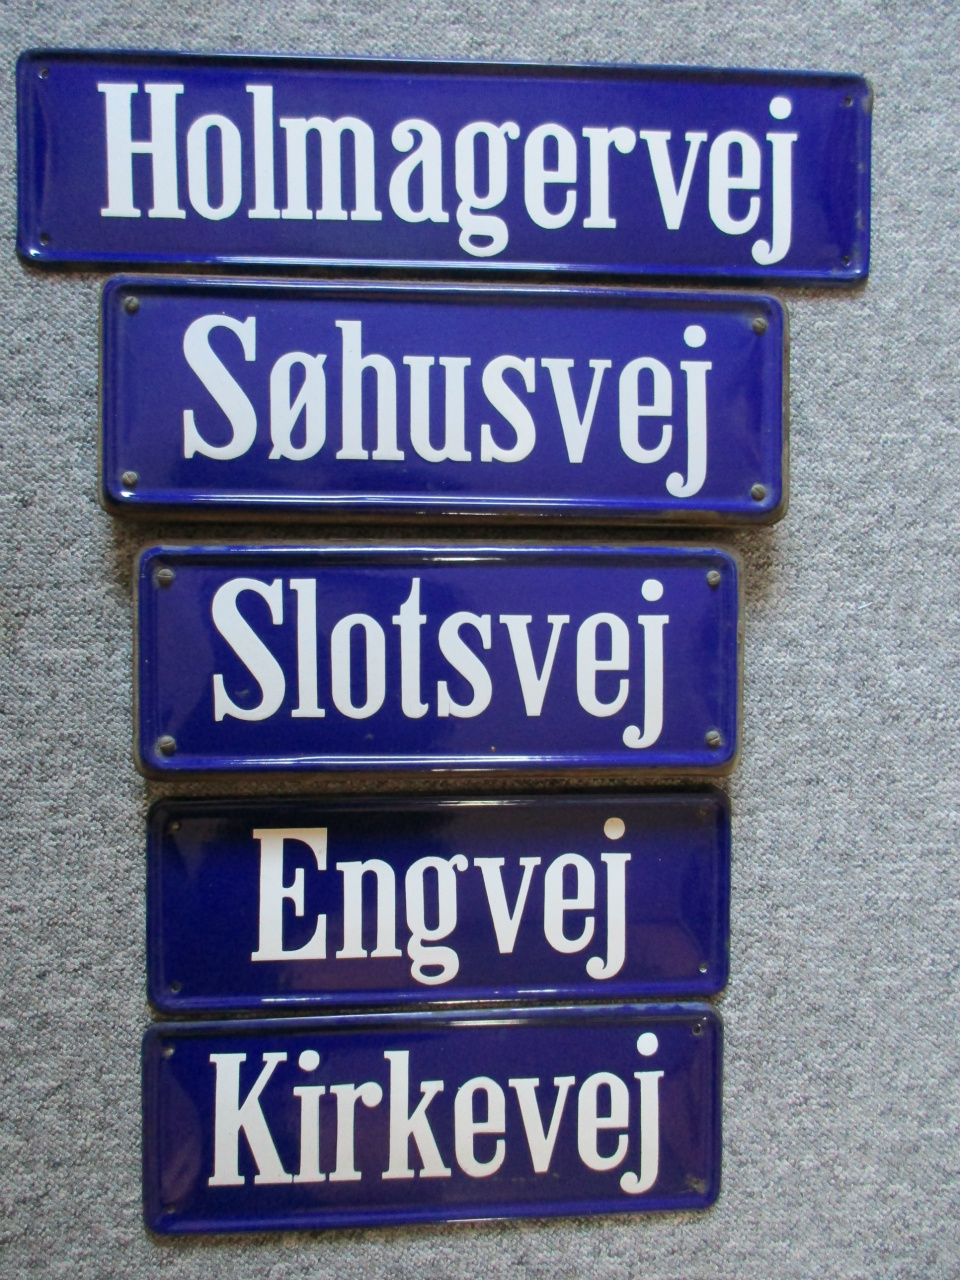 Holmagervej
Søhusvej
Slotsvej
Engvej
Kirkevej